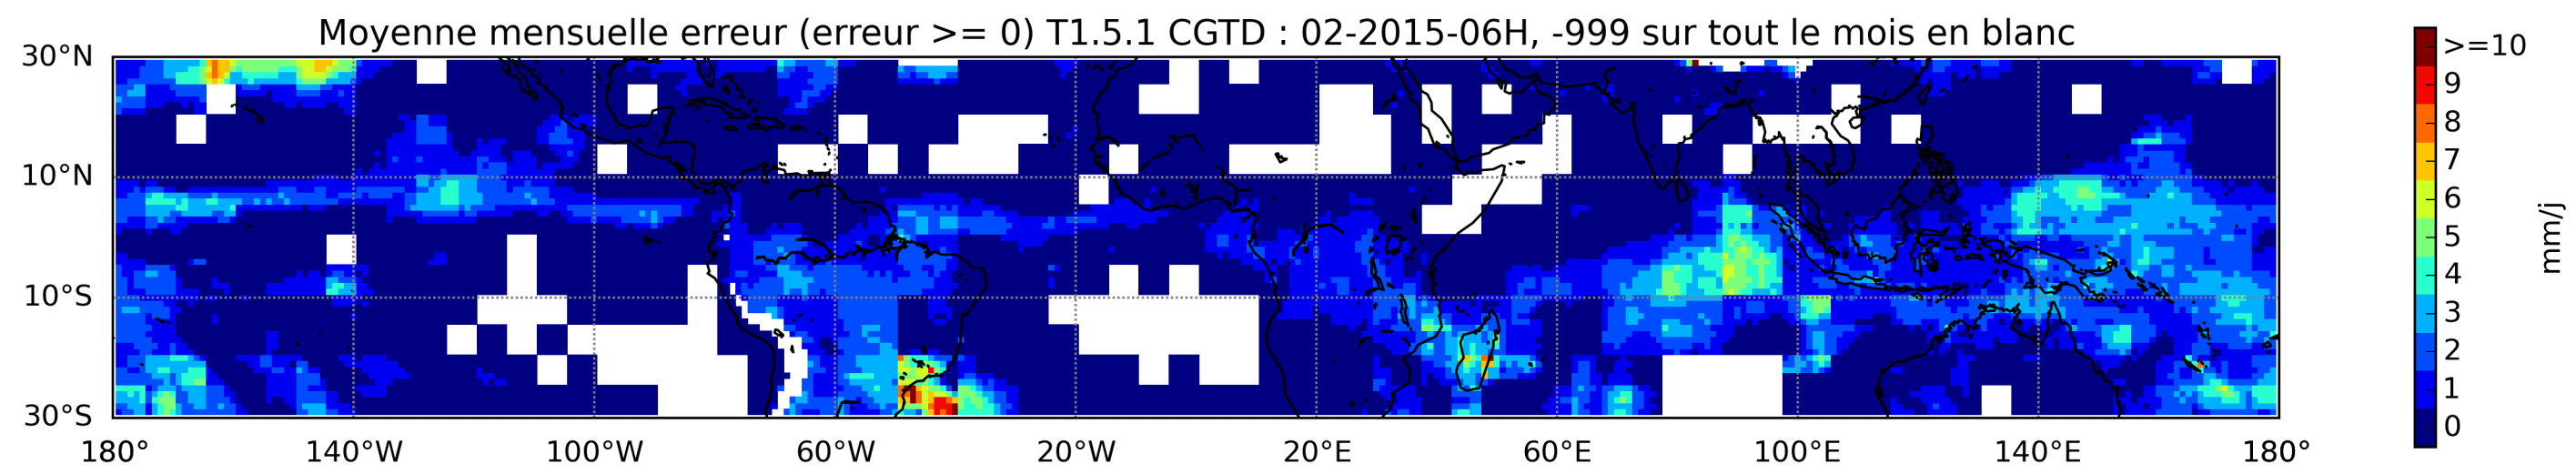 Moyenne mensuelle erreur (erreur >= 0) T1.5.1 CGTD : 02-2015-06H, -999 sur tout le mois en blanc
30°N
10°N
10°S
30°S
180° 140°W 100°W 60°W 20°W 20°E 60°E 100°E 140°E 180°
>=10
9
8
7
6
5
4
3
2
1
0
mm/j